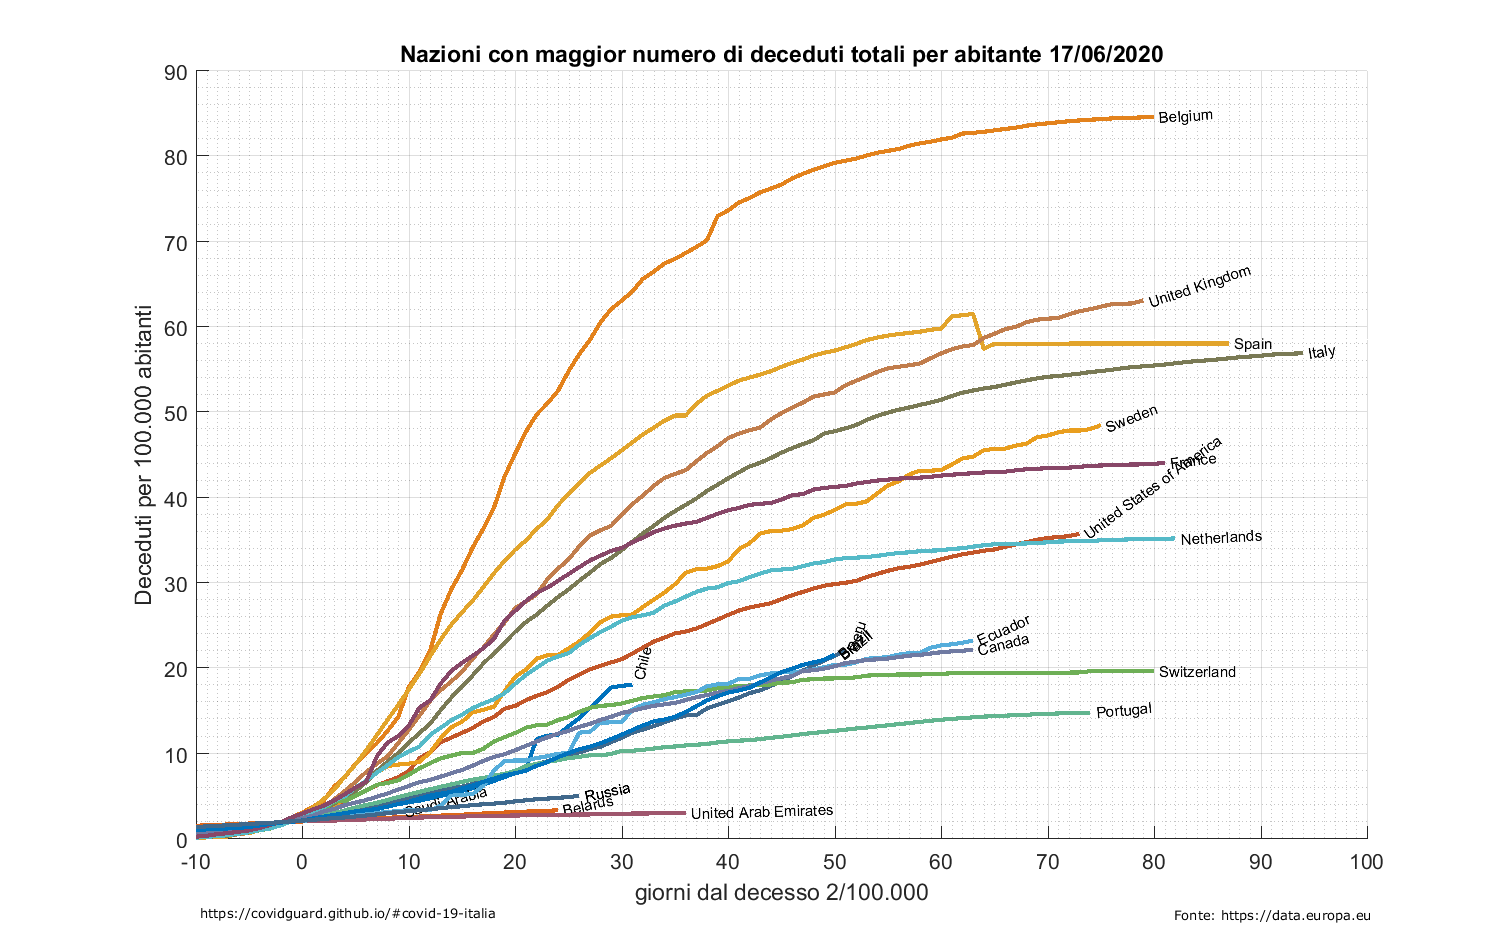 Nazioni con maggior numero di deceduti totali per abitante 17/06/2020
Deceduti per 100.000 abitanti
90
80
70
60
50
40
30
20
10
0
Belgium
United Kingdom
Spain
Italy
Sweden
France
United States of America
Netherlands
Peru
Brazil
Ecuador
Canada
Chile
Switzerland
Portugal
Saudi Arabia
Russia
Belarus
United Arab Emirates
-10
0
10
20
30
40
50
60
70
80
90
100
giorni dal decesso 2/100.000
https://covidguard.github.io/#covid-19-italia
Fonte: https://data.europa.eu